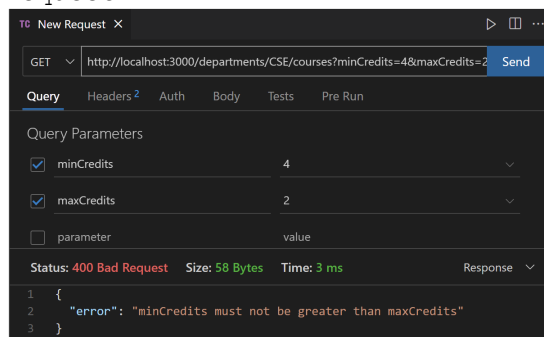 TC New Request ×
GET http://localhost:3000/departments/CSE/courses?minCredits=4&maxCredits=2 Send
Query Headers 2 Auth Body Tests Pre Run
Query Parameters
minCredits 4
maxCredits 2
parameter value
Status: 400 Bad Request Size: 58 Bytes Time: 3 ms Response
1 {
2 "error": "minCredits must not be greater than maxCredits"
3 }